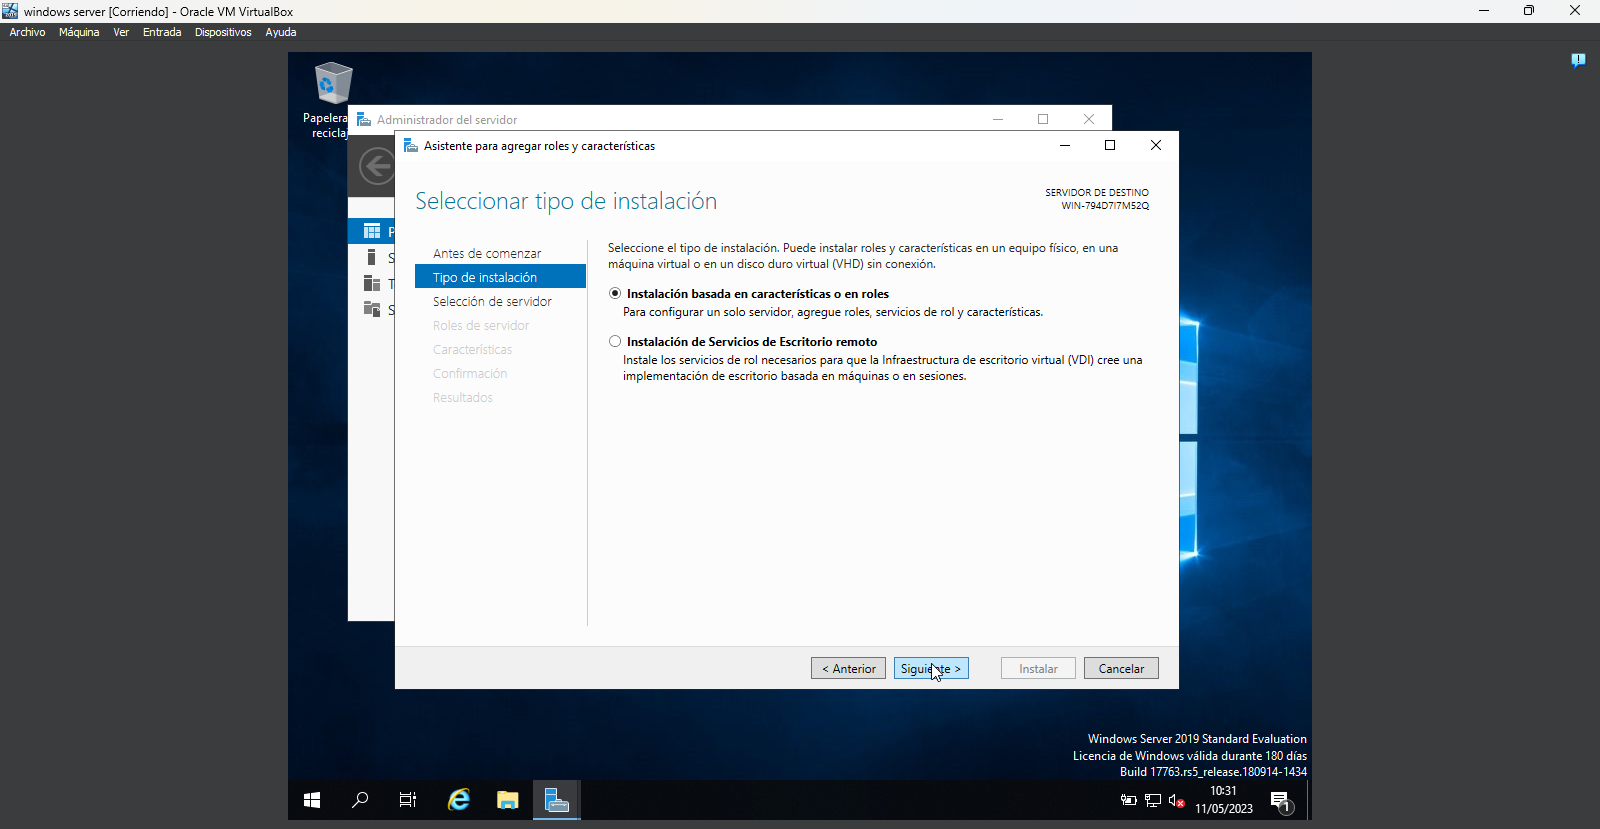 windows server [Corriendo] - Oracle VM VirtualBox
Archivo Máquina Ver Entrada Dispositivos Ayuda
Papelera
recicla
Administrador del servidor
Asistente para agregar roles y características
Seleccionar tipo de instalación
SERVIDOR DE DESTINO
WIN-794D7I7M52Q
P
S
T
S
Antes de comenzar
Tipo de instalación
Selección de servidor
Roles de servidor
Características
Confirmación
Resultados
Seleccione el tipo de instalación. Puede instalar roles y características en un equipo físico, en una
máquina virtual o en un disco duro virtual (VHD) sin conexión.
Instalación basada en características o en roles
Para configurar un solo servidor, agregue roles, servicios de rol y características.
Instalación de Servicios de Escritorio remoto
Instale los servicios de rol necesarios para que la Infraestructura de escritorio virtual (VDI) cree una
implementación de escritorio basada en máquinas o en sesiones.
< Anterior Siguiente > Instalar Cancelar
Windows Server 2019 Standard Evaluation
Licencia de Windows válida durante 180 días
Build 17763.rs5_release.180914-1434
10:31
11/05/2023
1